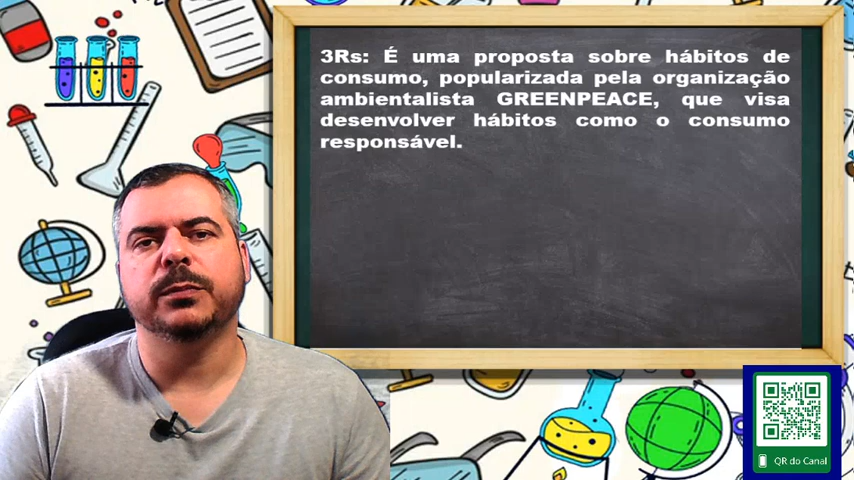 3Rs: É uma proposta sobre hábitos de
consumo, popularizada pela organização
ambientalista GREENPEACE, que visa
desenvolver hábitos como o consumo
responsável.
QR do Canal